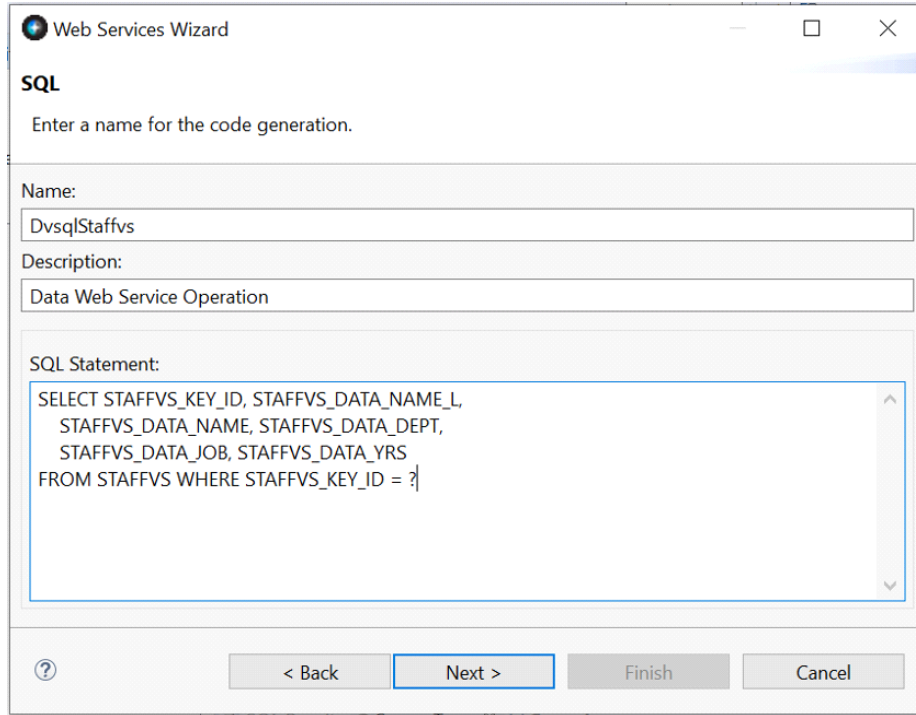 Web Services Wizard
SQL
Enter a name for the code generation.
Name:
DvsqlStaffvs
Description:
Data Web Service Operation
SQL Statement:
SELECT STAFFVS_KEY_ID, STAFFVS_DATA_NAME_L,
STAFFVS_DATA_NAME, STAFFVS_DATA_DEPT,
STAFFVS_DATA_JOB, STAFFVS_DATA_YRS
FROM STAFFVS WHERE STAFFVS_KEY_ID = ?
? < Back Next > Finish Cancel